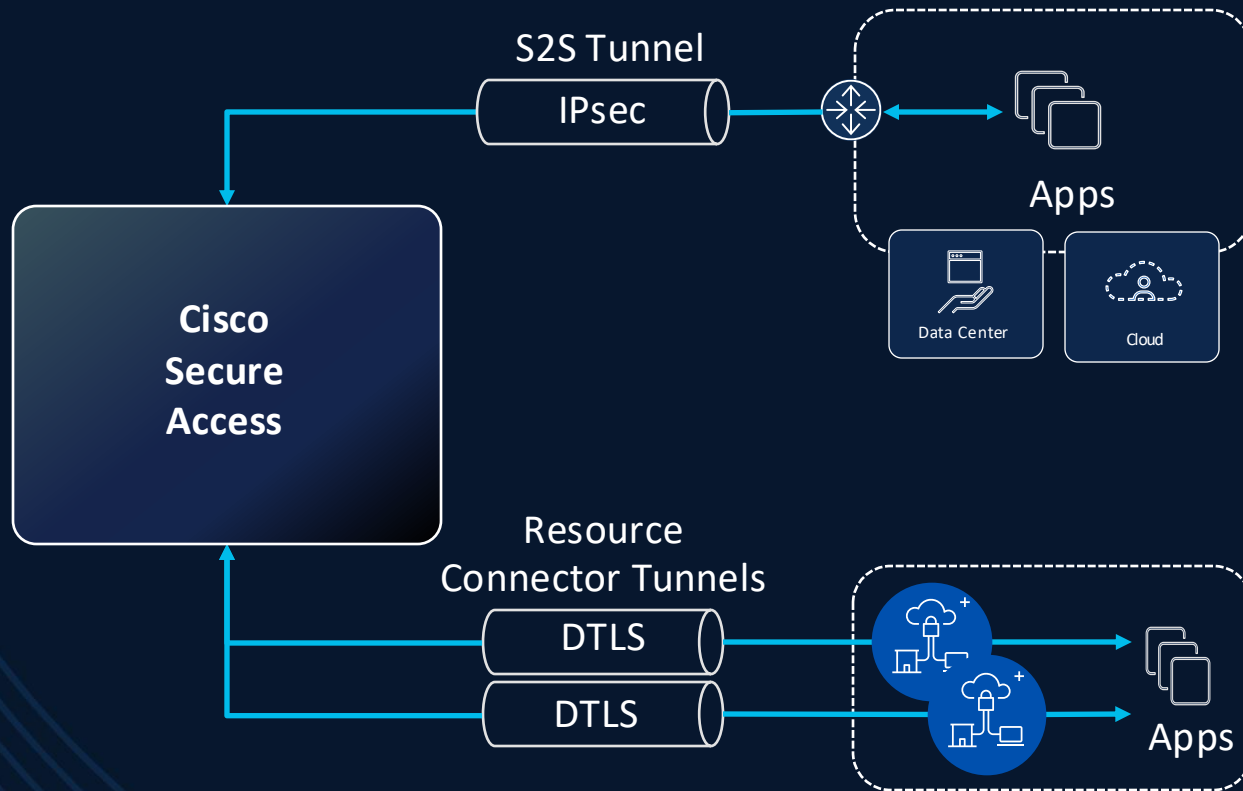 S2S Tunnel
IPsec
Apps
Data Center
Cloud
Cisco
Secure
Access
Resource
Connector Tunnels
DTLS
DTLS
Apps